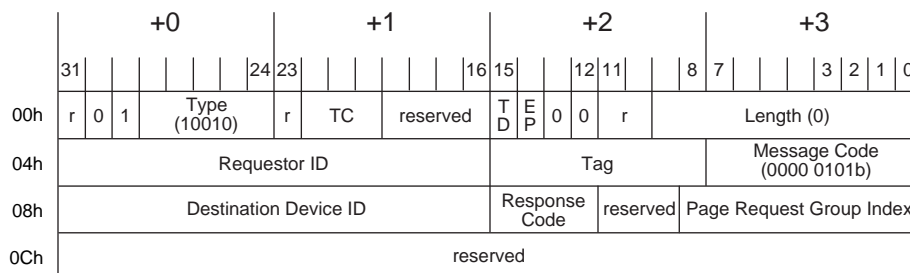 +0 +1 +2 +3
31 24 23 16 15 12 11 8 7 3 2 1 0
00h r 0 1 Type (10010) r TC reserved TD EP 0 0 r Length (0)
04h Requestor ID Tag Message Code (0000 0101b)
08h Destination Device ID Response Code reserved Page Request Group Index
0Ch reserved